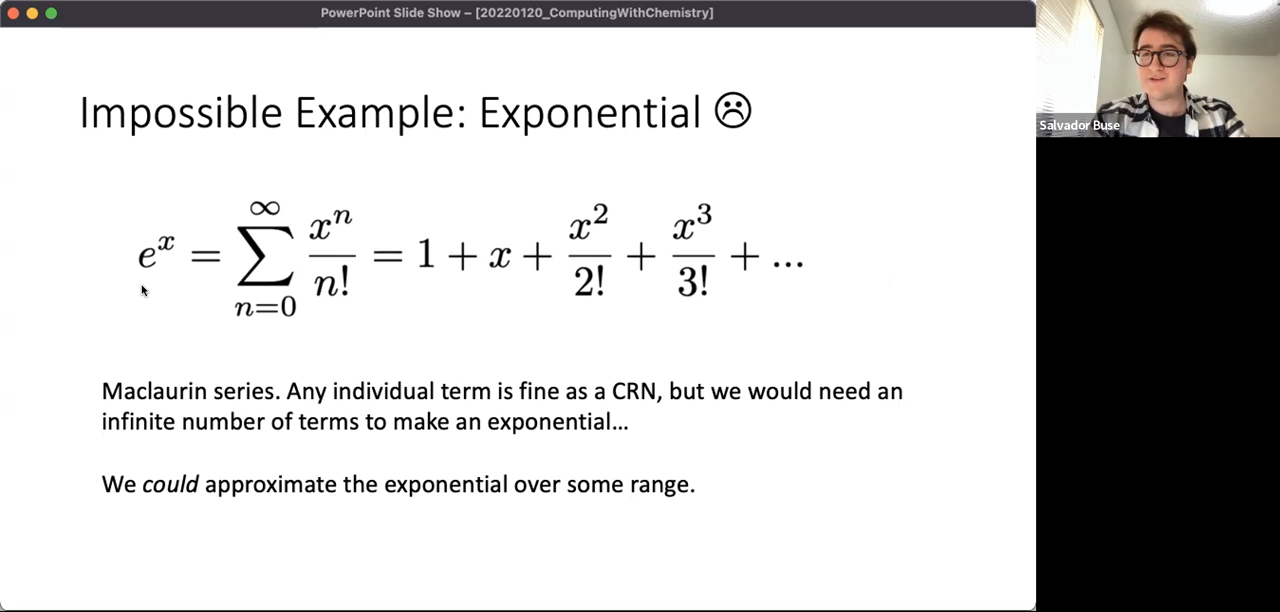 PowerPoint Slide Show – [20220120_ComputingWithChemistry]
Impossible Example: Exponential ☹
e^x = ∑_{n=0}^{∞} x^n/n! = 1 + x + x^2/2! + x^3/3! + ...
Maclaurin series. Any individual term is fine as a CRN, but we would need an
infinite number of terms to make an exponential...
We could approximate the exponential over some range.
Salvador Buse